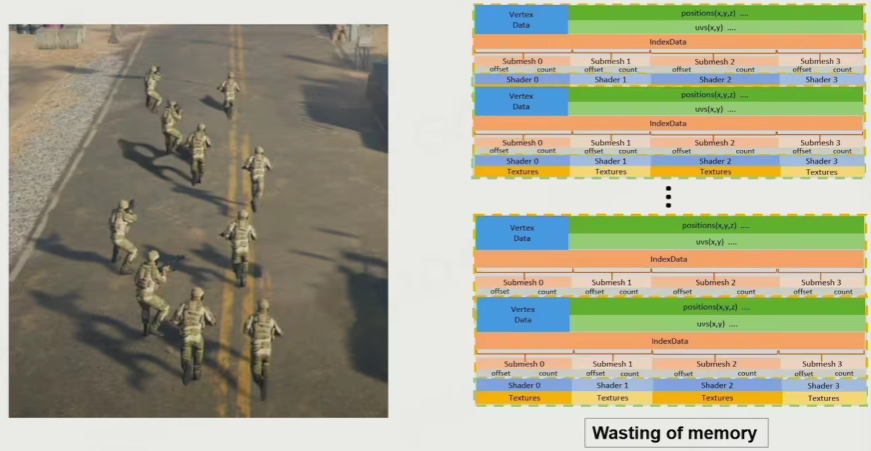 Vertex Data positions(x,y,z) ....
uvs(x,y) ....
IndexData
Submesh 0 Submesh 1 Submesh 2 Submesh 3
offset count offset count offset count offset count
Shader 0 Shader 1 Shader 2 Shader 3
Vertex Data positions(x,y,z) ....
uvs(x,y) ....
IndexData
Submesh 0 Submesh 1 Submesh 2 Submesh 3
offset count offset count offset count offset count
Shader 0 Shader 1 Shader 2 Shader 3
Textures Textures Textures Textures
Vertex Data positions(x,y,z) ....
uvs(x,y) ....
IndexData
Submesh 0 Submesh 1 Submesh 2 Submesh 3
offset count offset count offset count offset count
Vertex Data positions(x,y,z) ....
uvs(x,y) ....
IndexData
Submesh 0 Submesh 1 Submesh 2 Submesh 3
offset count offset count offset count offset count
Shader 0 Shader 1 Shader 2 Shader 3
Textures Textures Textures Textures
Wasting of memory